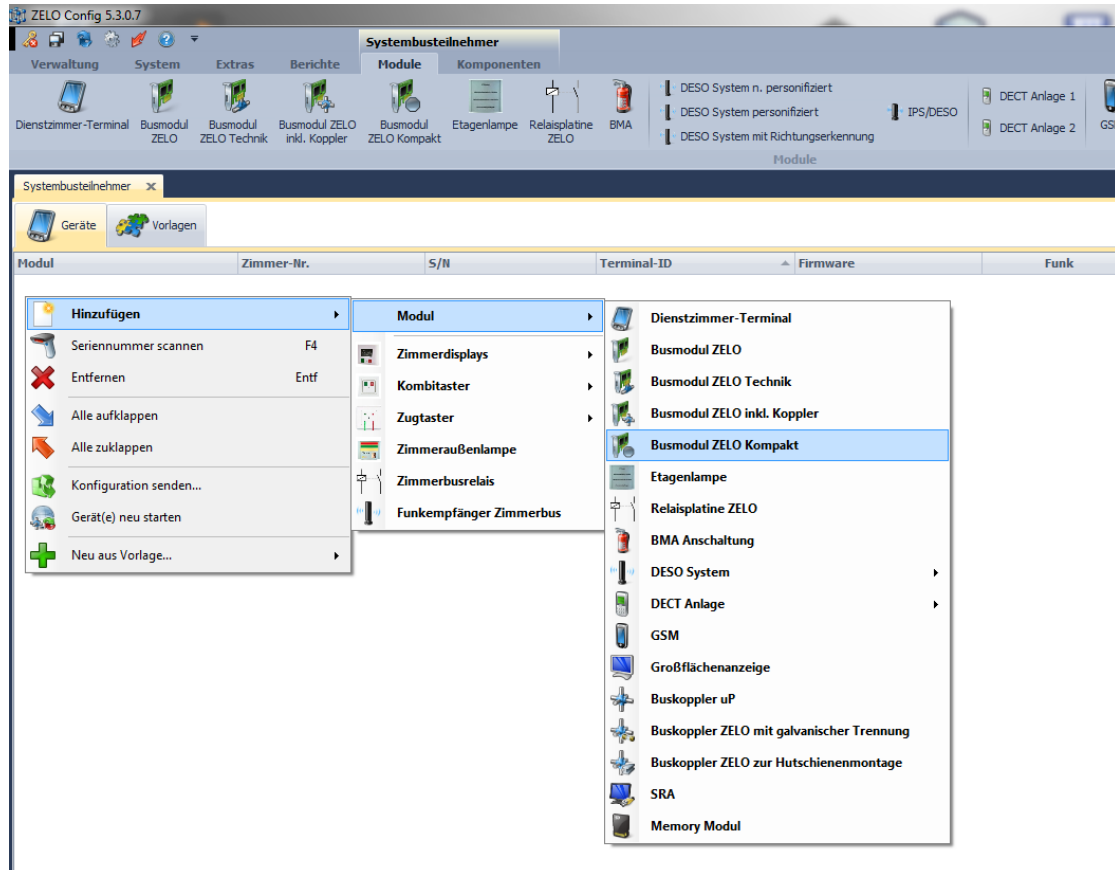 ZELO Config 5.3.0.7
Systembusteilnehmer
Verwaltung System Extras Berichte Module Komponenten
Dienstzimmer-Terminal
Busmodul
ZELO
Busmodul
ZELO Technik
Busmodul ZELO
inkl. Koppler
Busmodul
ZELO Kompakt
Etagenlampe
Relaisplatine
ZELO
BMA
DESO System n. personifiziert
DESO System personifiziert
DESO System mit Richtungserkennung
IPS/DESO
DECT Anlage 1
DECT Anlage 2
Module
Systembusteilnehmer x
Geräte Vorlagen
Modul Zimmer-Nr. S/N Terminal-ID Firmware Funk
Hinzufügen
Seriennummer scannen F4
Entfernen Entf
Alle aufklappen
Alle zuklappen
Konfiguration senden...
Gerät(e) neu starten
Neu aus Vorlage...
Modul
Zimmerdisplays
Kombitaster
Zugtaster
Zimmeraußenlampe
Zimmerbusrelais
Funkempfänger Zimmerbus
Dienstzimmer-Terminal
Busmodul ZELO
Busmodul ZELO Technik
Busmodul ZELO inkl. Koppler
Busmodul ZELO Kompakt
Etagenlampe
Relaisplatine ZELO
BMA Anschaltung
DESO System
DECT Anlage
GSM
Großflächenanzeige
Buskoppler uP
Buskoppler ZELO mit galvanischer Trennung
Buskoppler ZELO zur Hutschienenmontage
SRA
Memory Modul